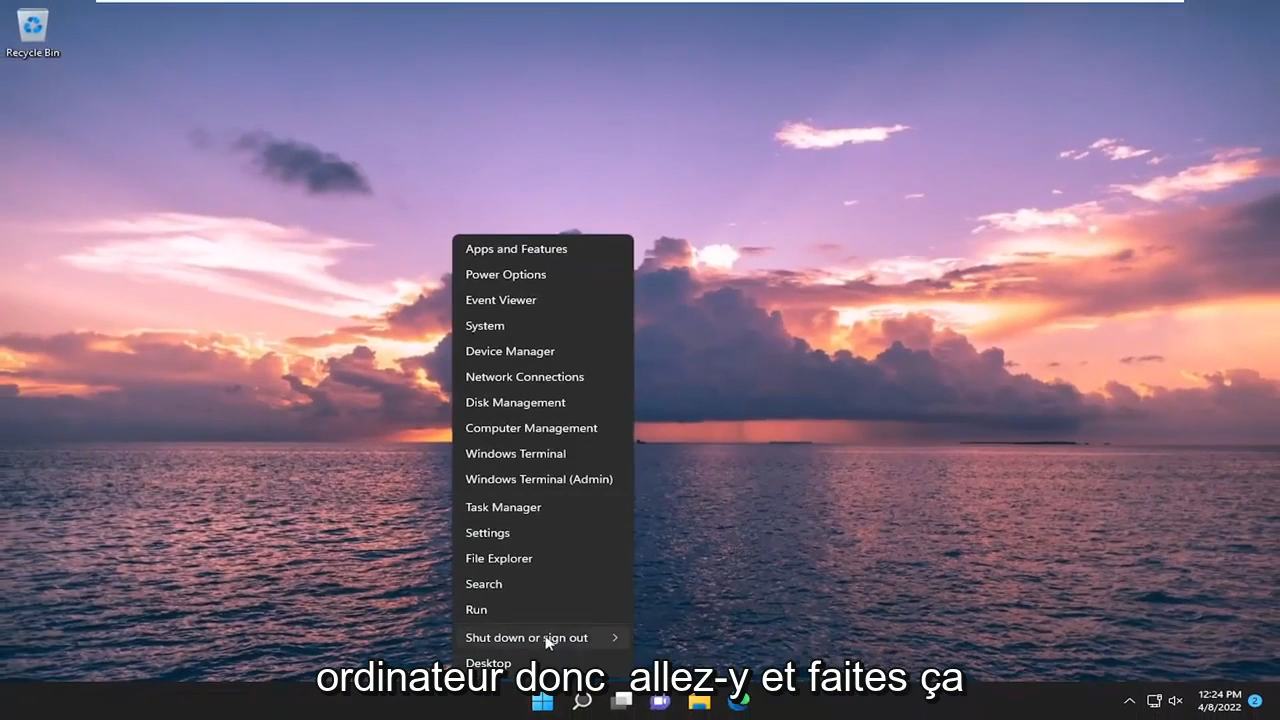 Recycle Bin
Apps and Features
Power Options
Event Viewer
System
Device Manager
Network Connections
Disk Management
Computer Management
Windows Terminal
Windows Terminal (Admin)
Task Manager
Settings
File Explorer
Search
Run
Shut down or sign out
Desktop
ordinateur donc  allez-y et faites ça
12:24 PM
4/8/2022
2